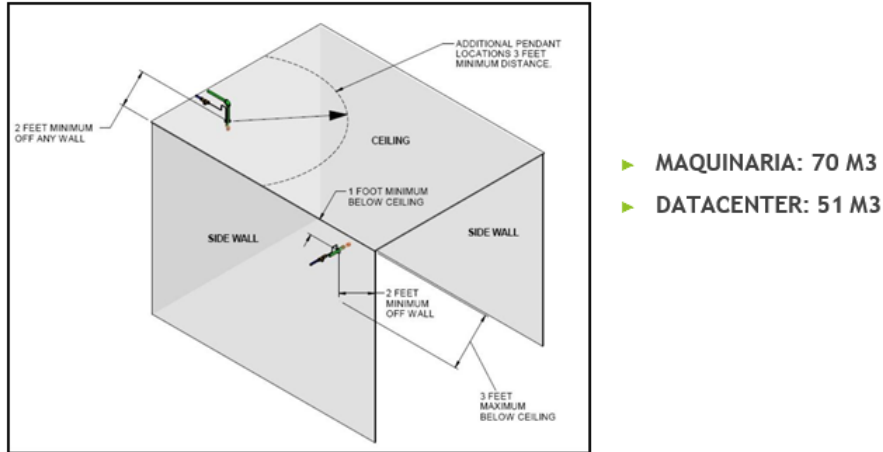 ADDITIONAL PENDANT
LOCATIONS 3 FEET
MINIMUM DISTANCE.
2 FEET MINIMUM
OFF ANY WALL
CEILING
1 FOOT MINIMUM
BELOW CEILING
SIDE WALL
SIDE WALL
2 FEET
MINIMUM
OFF WALL
3 FEET
MAXIMUM
BELOW CEILING
MAQUINARIA: 70 M3
DATACENTER: 51 M3